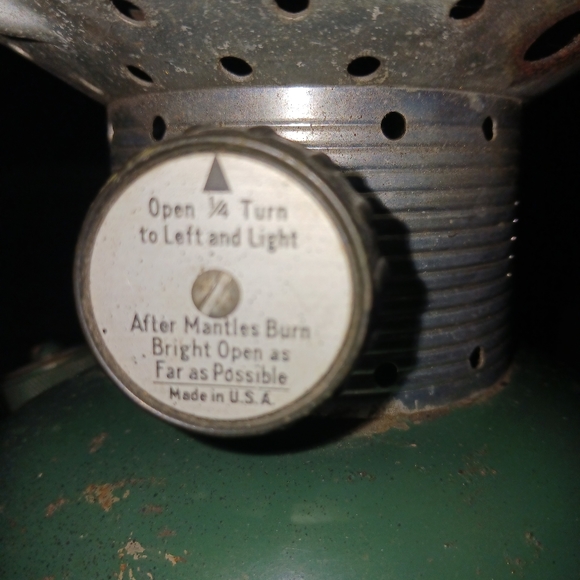 Open ¼ Turn
to Left and Light
After Mantles Burn
Bright Open as
Far as Possible
Made in U.S.A.